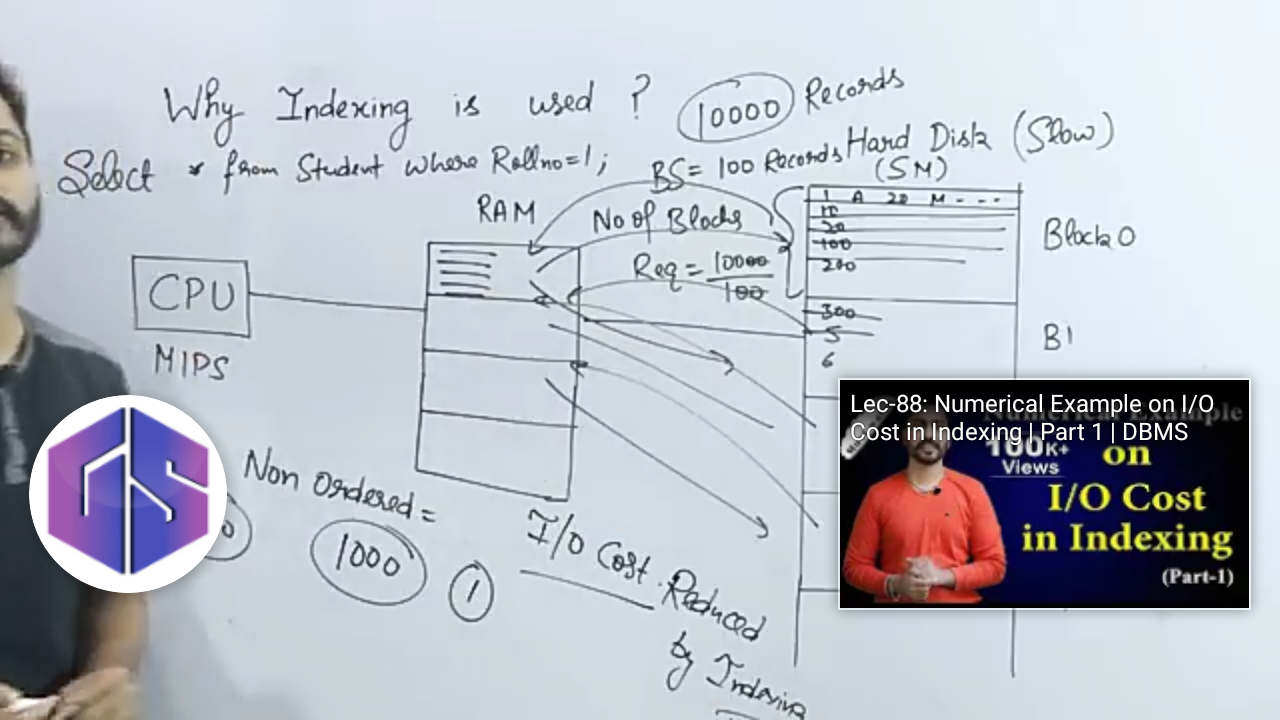 Why Indexing is used ?
10000 Records
Select * from Student where Rollno=1;
BS= 100 Records
Hard Disk (Slow)
(SM)
RAM
No of Blocks
Req = 10000
100
1 A 20 M - - -
10
20
100
200
Block 0
CPU
MIPS
300
5
6
B1
Lec-88: Numerical Example on I/O
Cost in Indexing | Part 1 | DBMS
100K+
Views
on
I/O Cost
in Indexing
(Part-1)
Non Ordered =
1000
1
I/O Cost Reduced
by Indexing